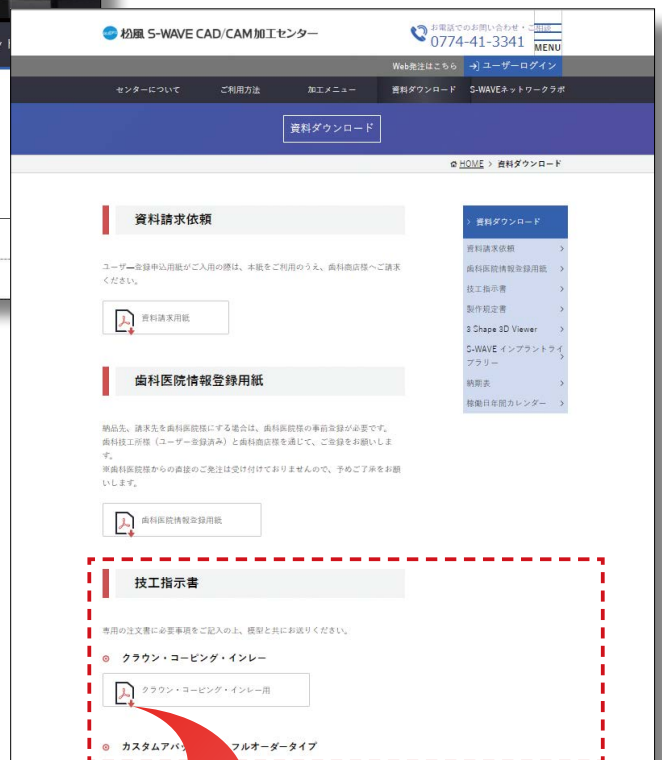 松風 S-WAVE CAD/CAM加工センター
お電話でのお問い合わせ・ご相談
0774-41-3341
MENU
Web発注はこちら
ユーザーログイン
センターについて
ご利用方法
加工メニュー
資料ダウンロード
S-WAVEネットワークラボ
資料ダウンロード
HOME > 資料ダウンロード
資料請求依頼
ユーザー登録申込用紙がご入用の際は、本紙をご利用のうえ、歯科商店様へご請求
ください。
資料請求用紙
歯科医院情報登録用紙
納品先、請求先を歯科医院様にする場合は、歯科医院様の事前登録が必要です。
歯科技工所様（ユーザー登録済み）と歯科商店様を通じて、ご登録をお願いしま
す。
※歯科医院様からの直接のご発注は受け付けておりませんので、予めご了承をお願
いします。
歯科医院情報登録用紙
技工指示書
専用の注文書に必要事項をご記入の上、模型と共にお送りください。
クラウン・コーピング・インレー
クラウン・コーピング・インレー用
カスタムアバ
フルオーダータイプ
> 資料ダウンロード
資料請求依頼 >
歯科医院情報登録用紙 >
技工指示書 >
製作規定書 >
3 Shape 3D Viewer >
S-WAVE インプラントライ
ブラリー >
納期表 >
稼働日年間カレンダー >